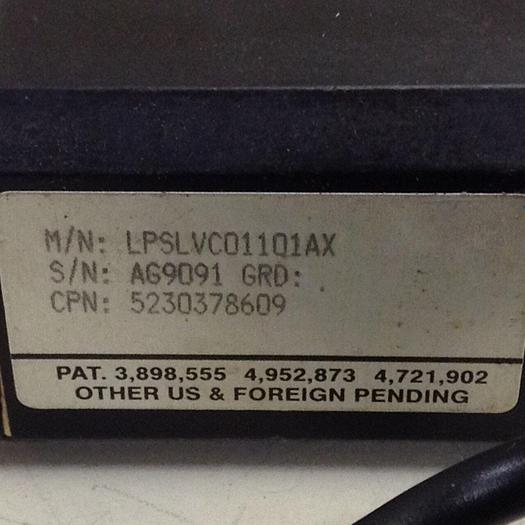 M/N: LPSLVC01101AX
S/N: AG9091 GRD:
CPN: 5230378609
PAT. 3,898,555 4,952,873 4,721,902
OTHER US & FOREIGN PENDING